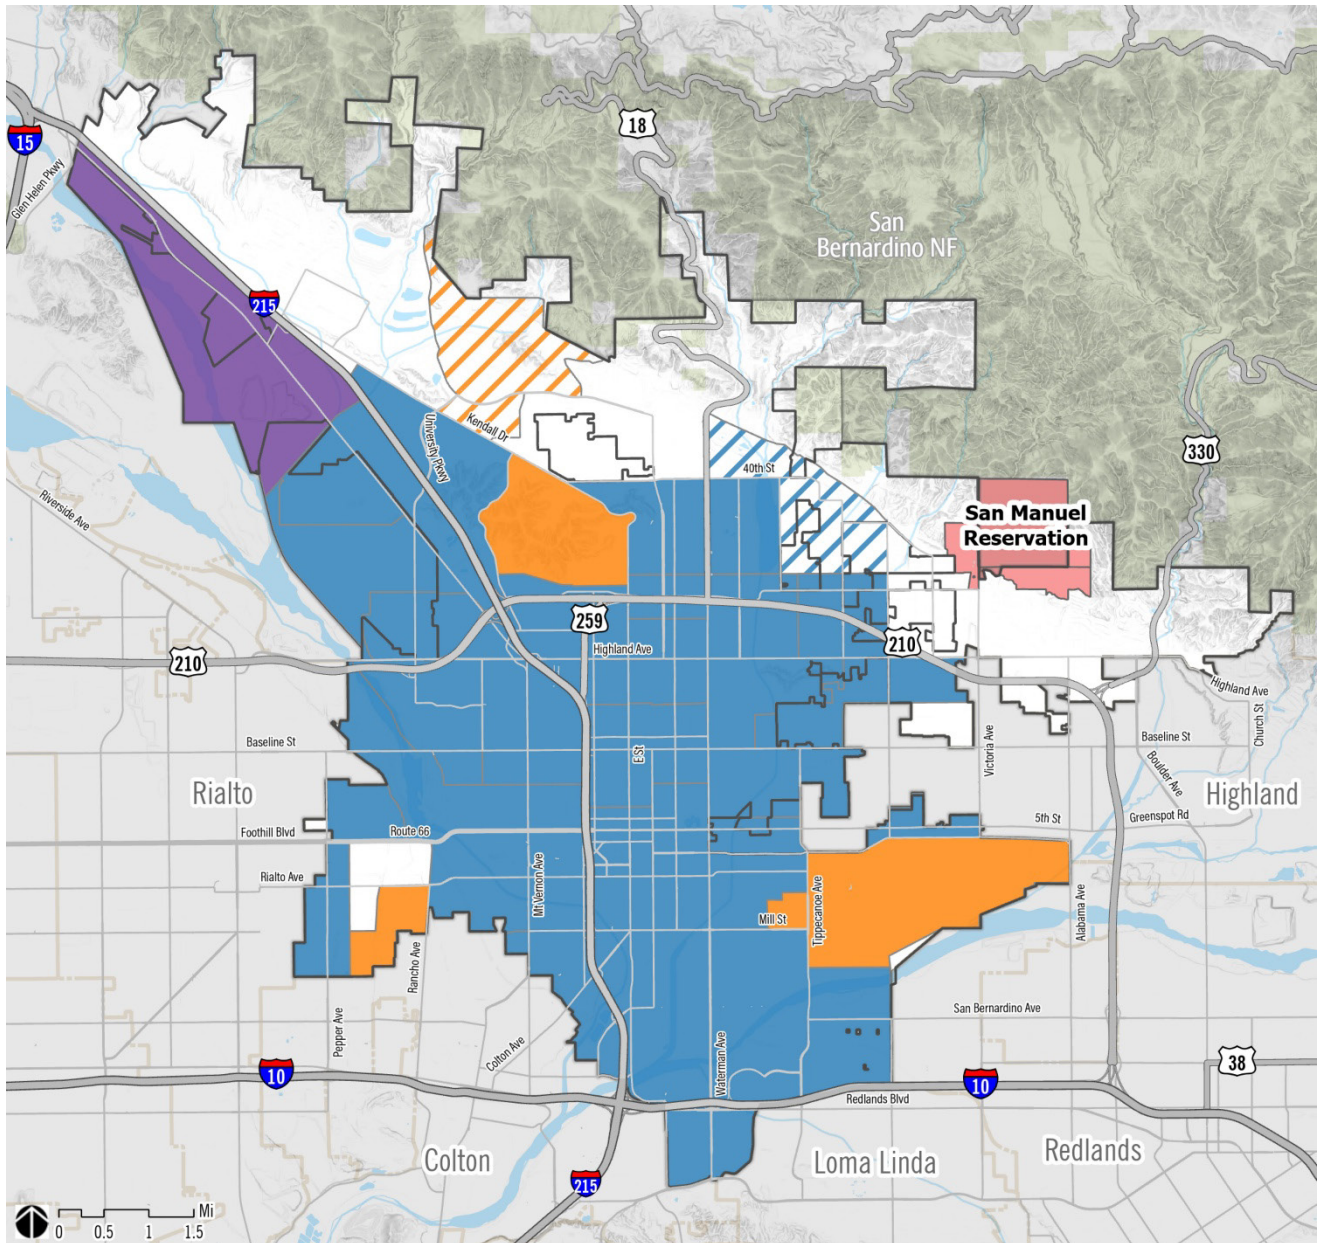 18
15
Glen Helen Pkwy
San
Bernardino NF
215
Kendall Dr
University Pkwy
330
40th St
San Manuel
Reservation
Riverside Ave
259
210
210
Highland Ave
Highland Ave
Church St
Baseline St
E St
Victoria Ave
Baseline St
Boulder Ave
Rialto
Highland
Foothill Blvd
Route 66
5th St
Greenspot Rd
Rialto Ave
Mt Vernon Ave
Mill St
Tippecanoe Ave
Alabama Ave
Rancho Ave
Pepper Ave
San Bernardino Ave
Colton Ave
Waterman Ave
10
10
38
Redlands Blvd
Colton
Loma Linda
Redlands
215
Mi
0 0.5 1 1.5